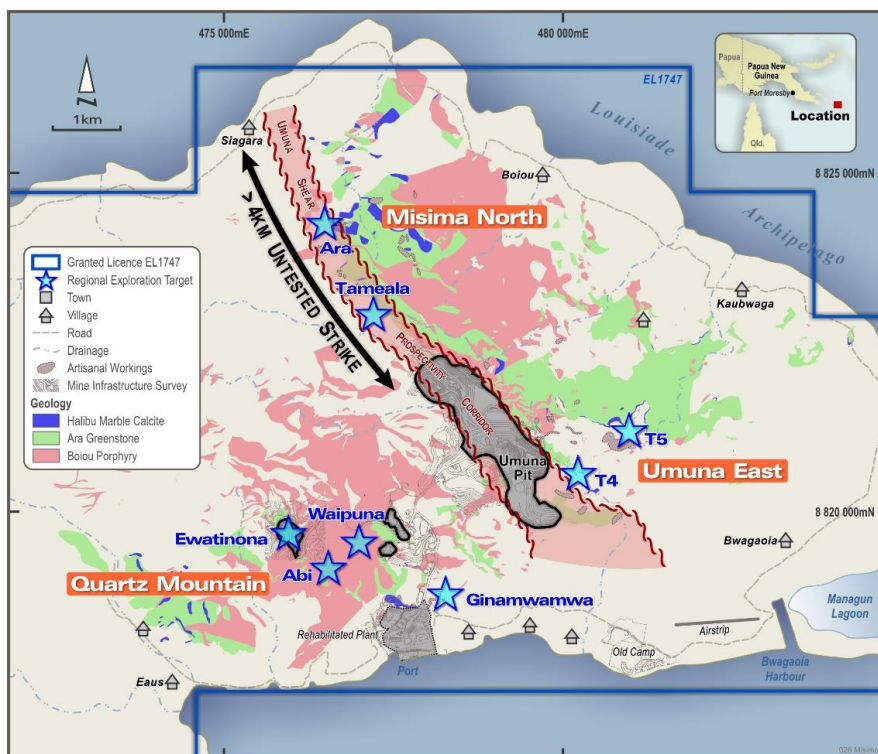 475 000mE
480 000mE
EL1747
Papua
Papua New
Guinea
Port Moresby
Location
Qld.
N
1km
Siagara
UMUNA
SHEAR
PROSPECTIVITY
CORRIDOR
Louisiade
Archipelago
8 825 000mN
Boiou
Misima North
Ara
> 4KM UNTESTED STRIKE
Tameala
Kaubwaga
Granted Licence EL1747
Regional Exploration Target
Town
Village
Road
Drainage
Artisanal Workings
Mine Infrastructure Survey
Geology
Halibu Marble Calcite
Ara Greenstone
Boiou Porphyry
T5
Umuna East
T4
Umuna
Pit
8 820 000mN
Waipuna
Ewatinona
Bwagaoia
Abi
Quartz Mountain
Ginamwamwa
Managun
Lagoon
Rehabilitated Plant
Airstrip
Old Camp
Port
Bwagaoia
Harbour
Eaus
028 Misima